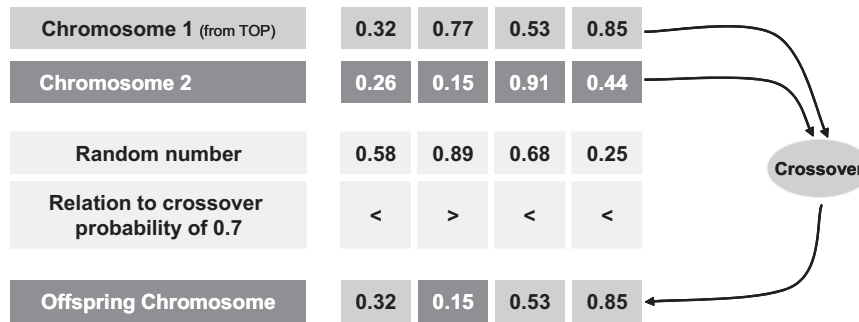 Chromosome 1 (from TOP) 0.32 0.77 0.53 0.85
Chromosome 2 0.26 0.15 0.91 0.44
Random number 0.58 0.89 0.68 0.25
Crossover
Relation to crossover
probability of 0.7 < > < <
Offspring Chromosome 0.32 0.15 0.53 0.85